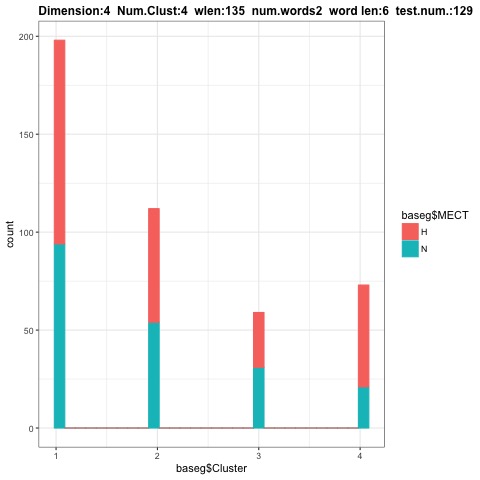 Dimension:4 Num.Clust:4 wlen:135 num.words2 word len:6 test.num.:129
200
150
100
50
0
count
1 2 3 4
baseg$Cluster
baseg$MECT
H
N